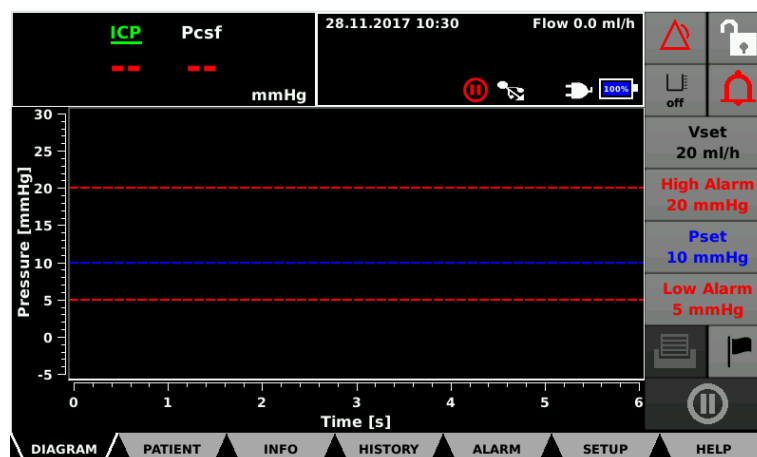 ICP Pcsf
-- --
mmHg
28.11.2017 10:30 Flow 0.0 ml/h
100%
off
Vset
20 ml/h
High Alarm
20 mmHg
Pset
10 mmHg
Low Alarm
5 mmHg
Pressure [mmHg]
30
25
20
15
10
5
0
-5
0 1 2 3 4 5 6
Time [s]
DIAGRAM PATIENT INFO HISTORY ALARM SETUP HELP